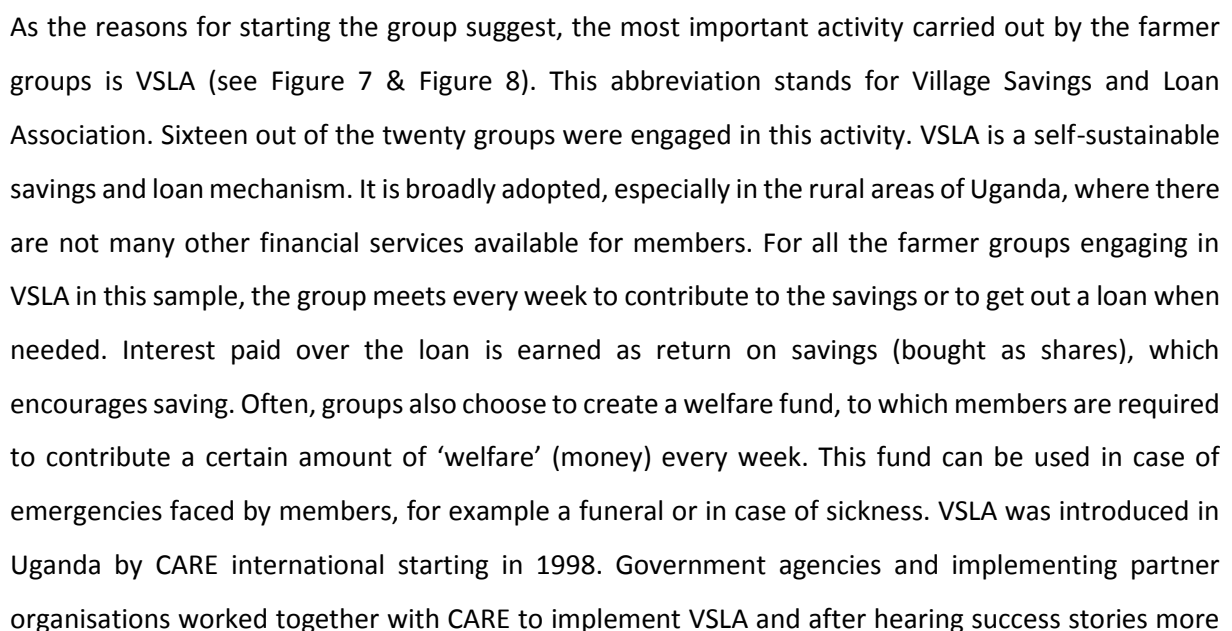 As the reasons for starting the group suggest, the most important activity carried out by the farmer
groups is VSLA (see Figure 7 & Figure 8). This abbreviation stands for Village Savings and Loan
Association. Sixteen out of the twenty groups were engaged in this activity. VSLA is a self-sustainable
savings and loan mechanism. It is broadly adopted, especially in the rural areas of Uganda, where there
are not many other financial services available for members. For all the farmer groups engaging in
VSLA in this sample, the group meets every week to contribute to the savings or to get out a loan when
needed. Interest paid over the loan is earned as return on savings (bought as shares), which
encourages saving. Often, groups also choose to create a welfare fund, to which members are required
to contribute a certain amount of ‘welfare’ (money) every week. This fund can be used in case of
emergencies faced by members, for example a funeral or in case of sickness. VSLA was introduced in
Uganda by CARE international starting in 1998. Government agencies and implementing partner
organisations worked together with CARE to implement VSLA and after hearing success stories more